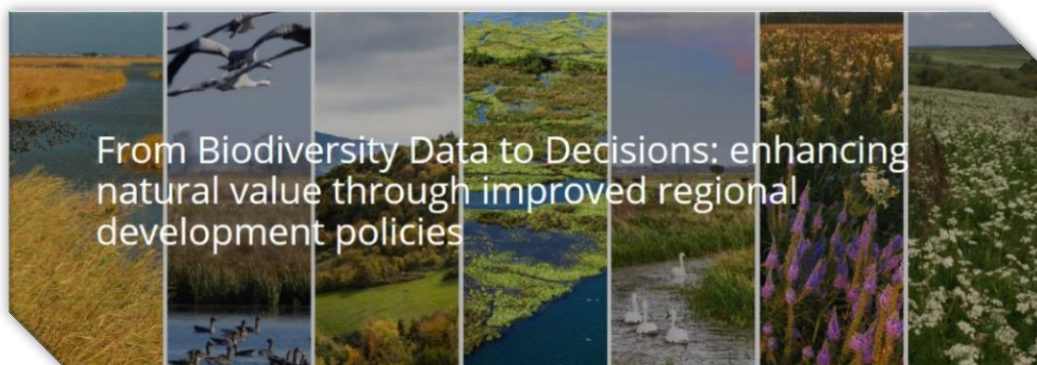 From Biodiversity Data to Decisions: enhancing
natural value through improved regional
development policies